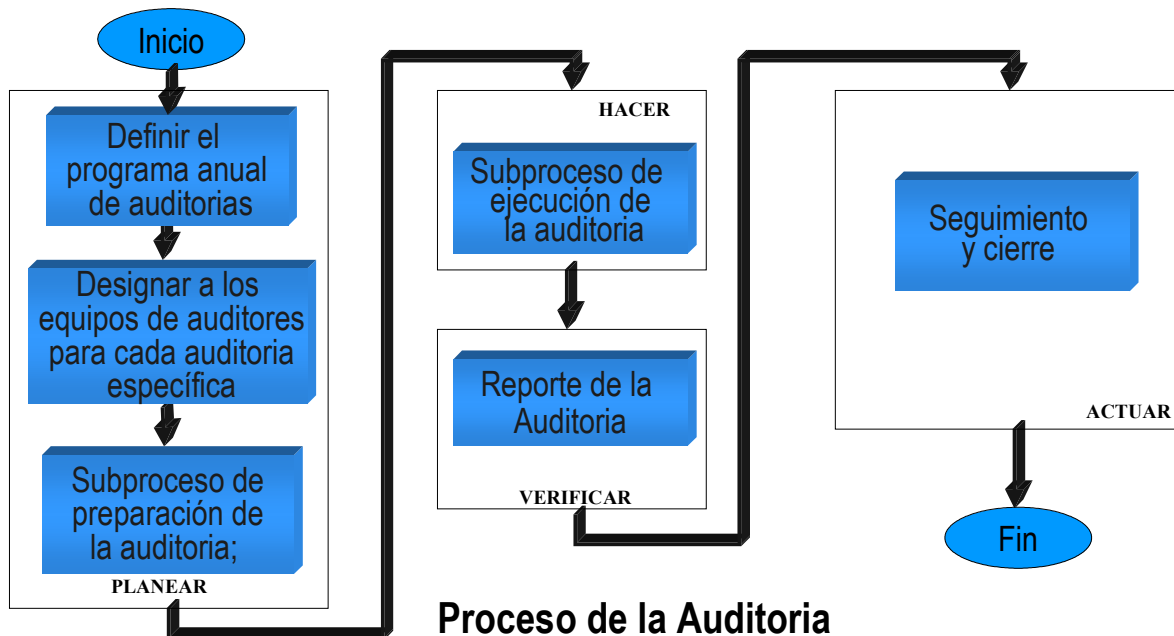 Inicio
Definir el
programa anual
de auditorias
Designar a los
equipos de auditores
para cada auditoria
específica
Subproceso de
preparación de
la auditoria;
PLANEAR
HACER
Subproceso de
ejecución de
la auditoria
Reporte de la
Auditoria
VERIFICAR
Seguimiento
y cierre
ACTUAR
Fin
Proceso de la Auditoria